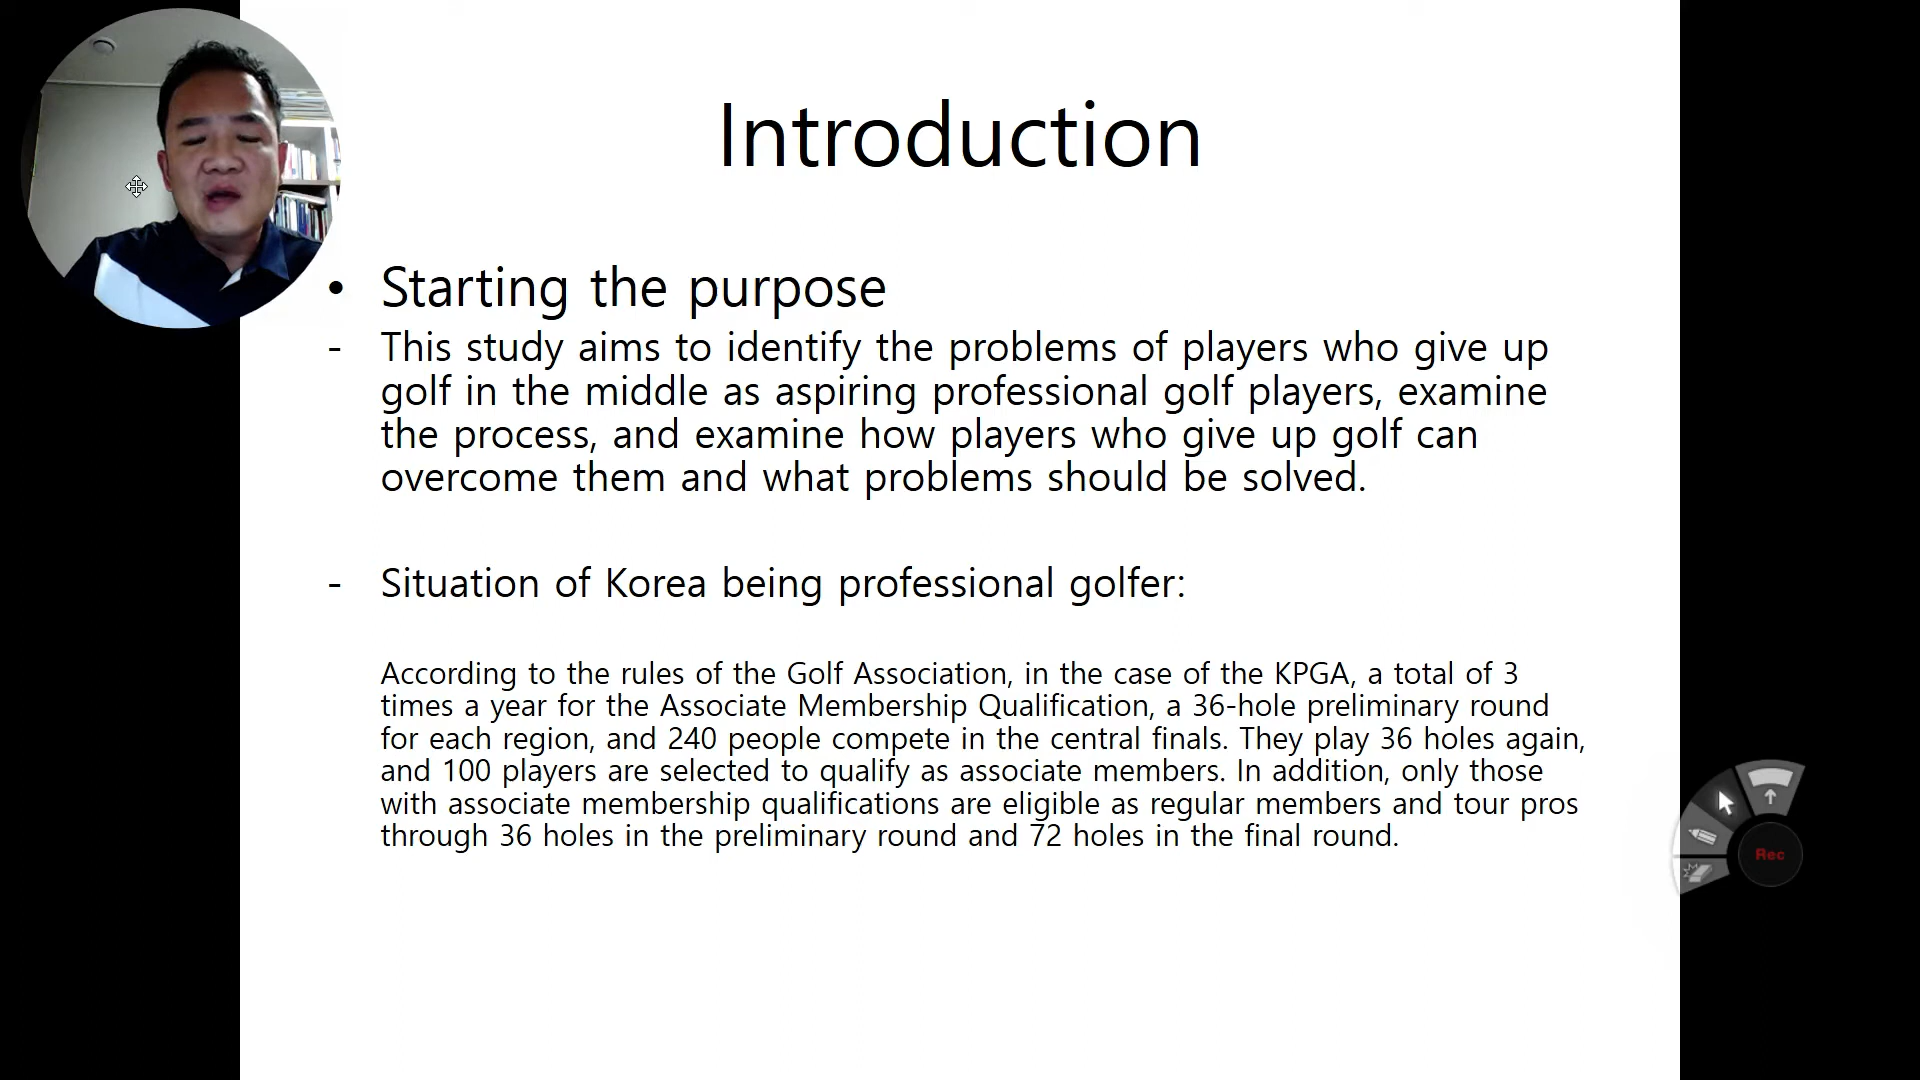 Introduction
• Starting the purpose
- This study aims to identify the problems of players who give up
golf in the middle as aspiring professional golf players, examine
the process, and examine how players who give up golf can
overcome them and what problems should be solved.
- Situation of Korea being professional golfer:
According to the rules of the Golf Association, in the case of the KPGA, a total of 3
times a year for the Associate Membership Qualification, a 36-hole preliminary round
for each region, and 240 people compete in the central finals. They play 36 holes again,
and 100 players are selected to qualify as associate members. In addition, only those
with associate membership qualifications are eligible as regular members and tour pros
through 36 holes in the preliminary round and 72 holes in the final round.
Rec